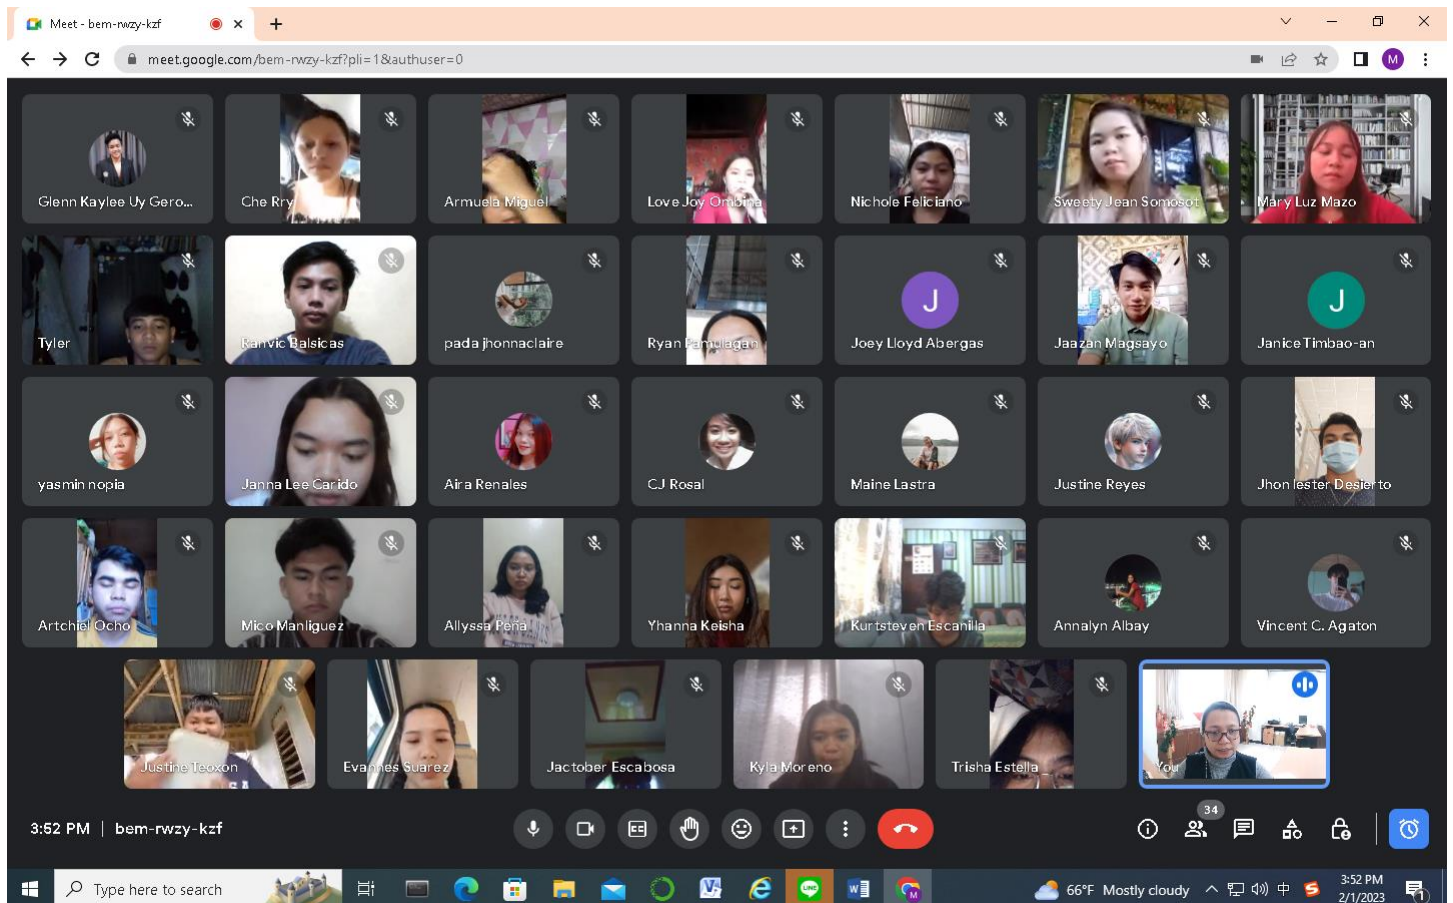 Meet - bem-rwzy-kzf
meet.google.com/bem-rwzy-kzf?pli=1&authuser=0
M
Glenn Kaylee Uy Gero...
Che Rry
Armuela Miguel
Love Joy Ombina
Nichole Feliciano
Sweety Jean Somosot
Mary Luz Mazo
Tyler
Ranvic Balsicas
pada jhonnaclaire
Ryan Pamulagan
J
Joey Lloyd Abergas
Jaazan Magsayo
J
Janice Timbao-an
yasmin nopia
Janna Lee Carido
Aira Renales
CJ Rosal
Maine Lastra
Justine Reyes
Jhon lester Desierto
Artchiel Ocho
Mico Manliguez
Allyssa Peña
Yhanna Keisha
Kurtsteven Escanilla
Annalyn Albay
Vincent C. Agaton
Justine Teoxon
Evannes Suarez
Jactober Escabosa
Kyla Moreno
Trisha Estella _
You
34
3:52 PM | bem-rwzy-kzf
Type here to search
66°F Mostly cloudy
中
3:52 PM
2/1/2023
1